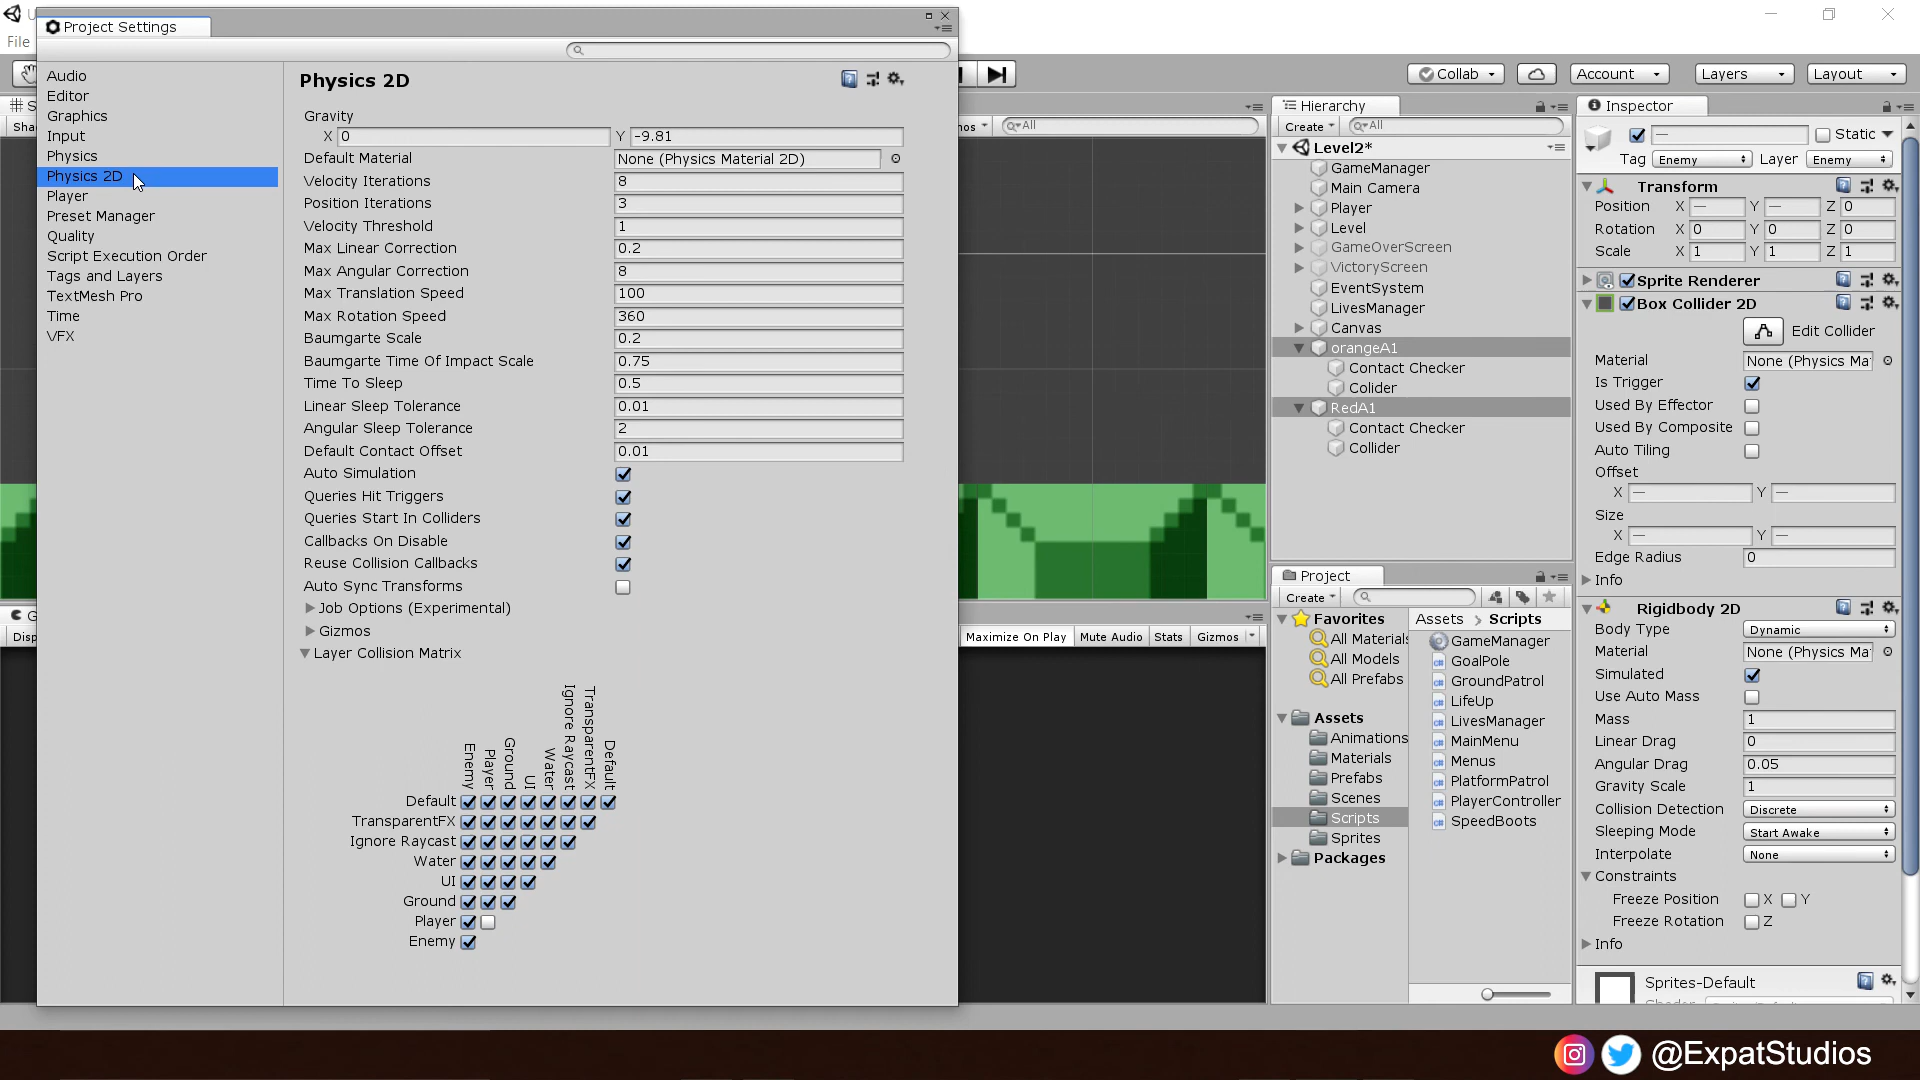 Project Settings
File
Audio
Editor
Graphics
Input
Physics
Physics 2D
Player
Preset Manager
Quality
Script Execution Order
Tags and Layers
TextMesh Pro
Time
VFX
Physics 2D
Gravity
X 0 Y -9.81
Default Material None (Physics Material 2D)
Velocity Iterations 8
Position Iterations 3
Velocity Threshold 1
Max Linear Correction 0.2
Max Angular Correction 8
Max Translation Speed 100
Max Rotation Speed 360
Baumgarte Scale 0.2
Baumgarte Time Of Impact Scale 0.75
Time To Sleep 0.5
Linear Sleep Tolerance 0.01
Angular Sleep Tolerance 2
Default Contact Offset 0.01
Auto Simulation
Queries Hit Triggers
Queries Start In Colliders
Callbacks On Disable
Reuse Collision Callbacks
Auto Sync Transforms
Job Options (Experimental)
Gizmos
Layer Collision Matrix
Enemy
Player
Ground
UI
Water
Ignore Raycast
TransparentFX
Default
Default
TransparentFX
Ignore Raycast
Water
UI
Ground
Player
Enemy
Collab
Account
Layers
Layout
All
Maximize On Play Mute Audio Stats Gizmos
Hierarchy
Create All
Level2*
GameManager
Main Camera
Player
Level
GameOverScreen
VictoryScreen
EventSystem
LivesManager
Canvas
orangeA1
Contact Checker
Colider
RedA1
Contact Checker
Collider
Project
Create
Favorites
All Materials
All Models
All Prefabs
Assets
Animations
Materials
Prefabs
Scenes
Scripts
Sprites
Packages
Assets > Scripts
GameManager
GoalPole
GroundPatrol
LifeUp
LivesManager
MainMenu
Menus
PlatformPatrol
PlayerController
SpeedBoots
Inspector
— Static
Tag Enemy Layer Enemy
Transform
Position X — Y — Z 0
Rotation X 0 Y 0 Z 0
Scale X 1 Y 1 Z 1
Sprite Renderer
Box Collider 2D
Edit Collider
Material None (Physics Ma
Is Trigger
Used By Effector
Used By Composite
Auto Tiling
Offset
X — Y —
Size
X — Y —
Edge Radius 0
Info
Rigidbody 2D
Body Type Dynamic
Material None (Physics Ma
Simulated
Use Auto Mass
Mass 1
Linear Drag 0
Angular Drag 0.05
Gravity Scale 1
Collision Detection Discrete
Sleeping Mode Start Awake
Interpolate None
Constraints
Freeze Position X Y
Freeze Rotation Z
Info
Sprites-Default
@ExpatStudios